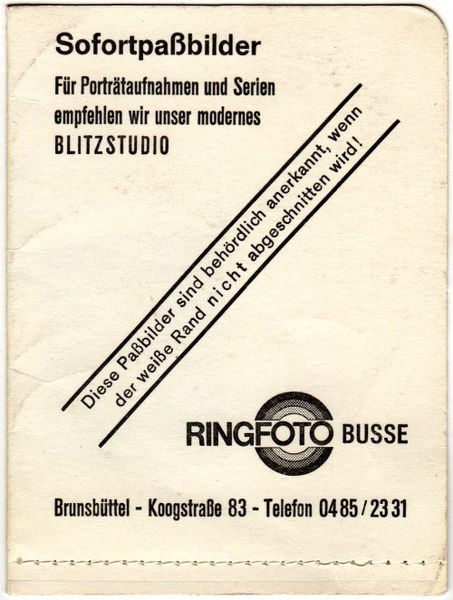 Sofortpaßbilder
Für Porträtaufnahmen und Serien
empfehlen wir unser modernes
BLITZSTUDIO
Diese Paßbilder sind behördlich anerkannt, wenn
der weiße Rand nicht abgeschnitten wird!
RINGFOTO BUSSE
Brunsbüttel - Koogstraße 83 - Telefon 0485/2331